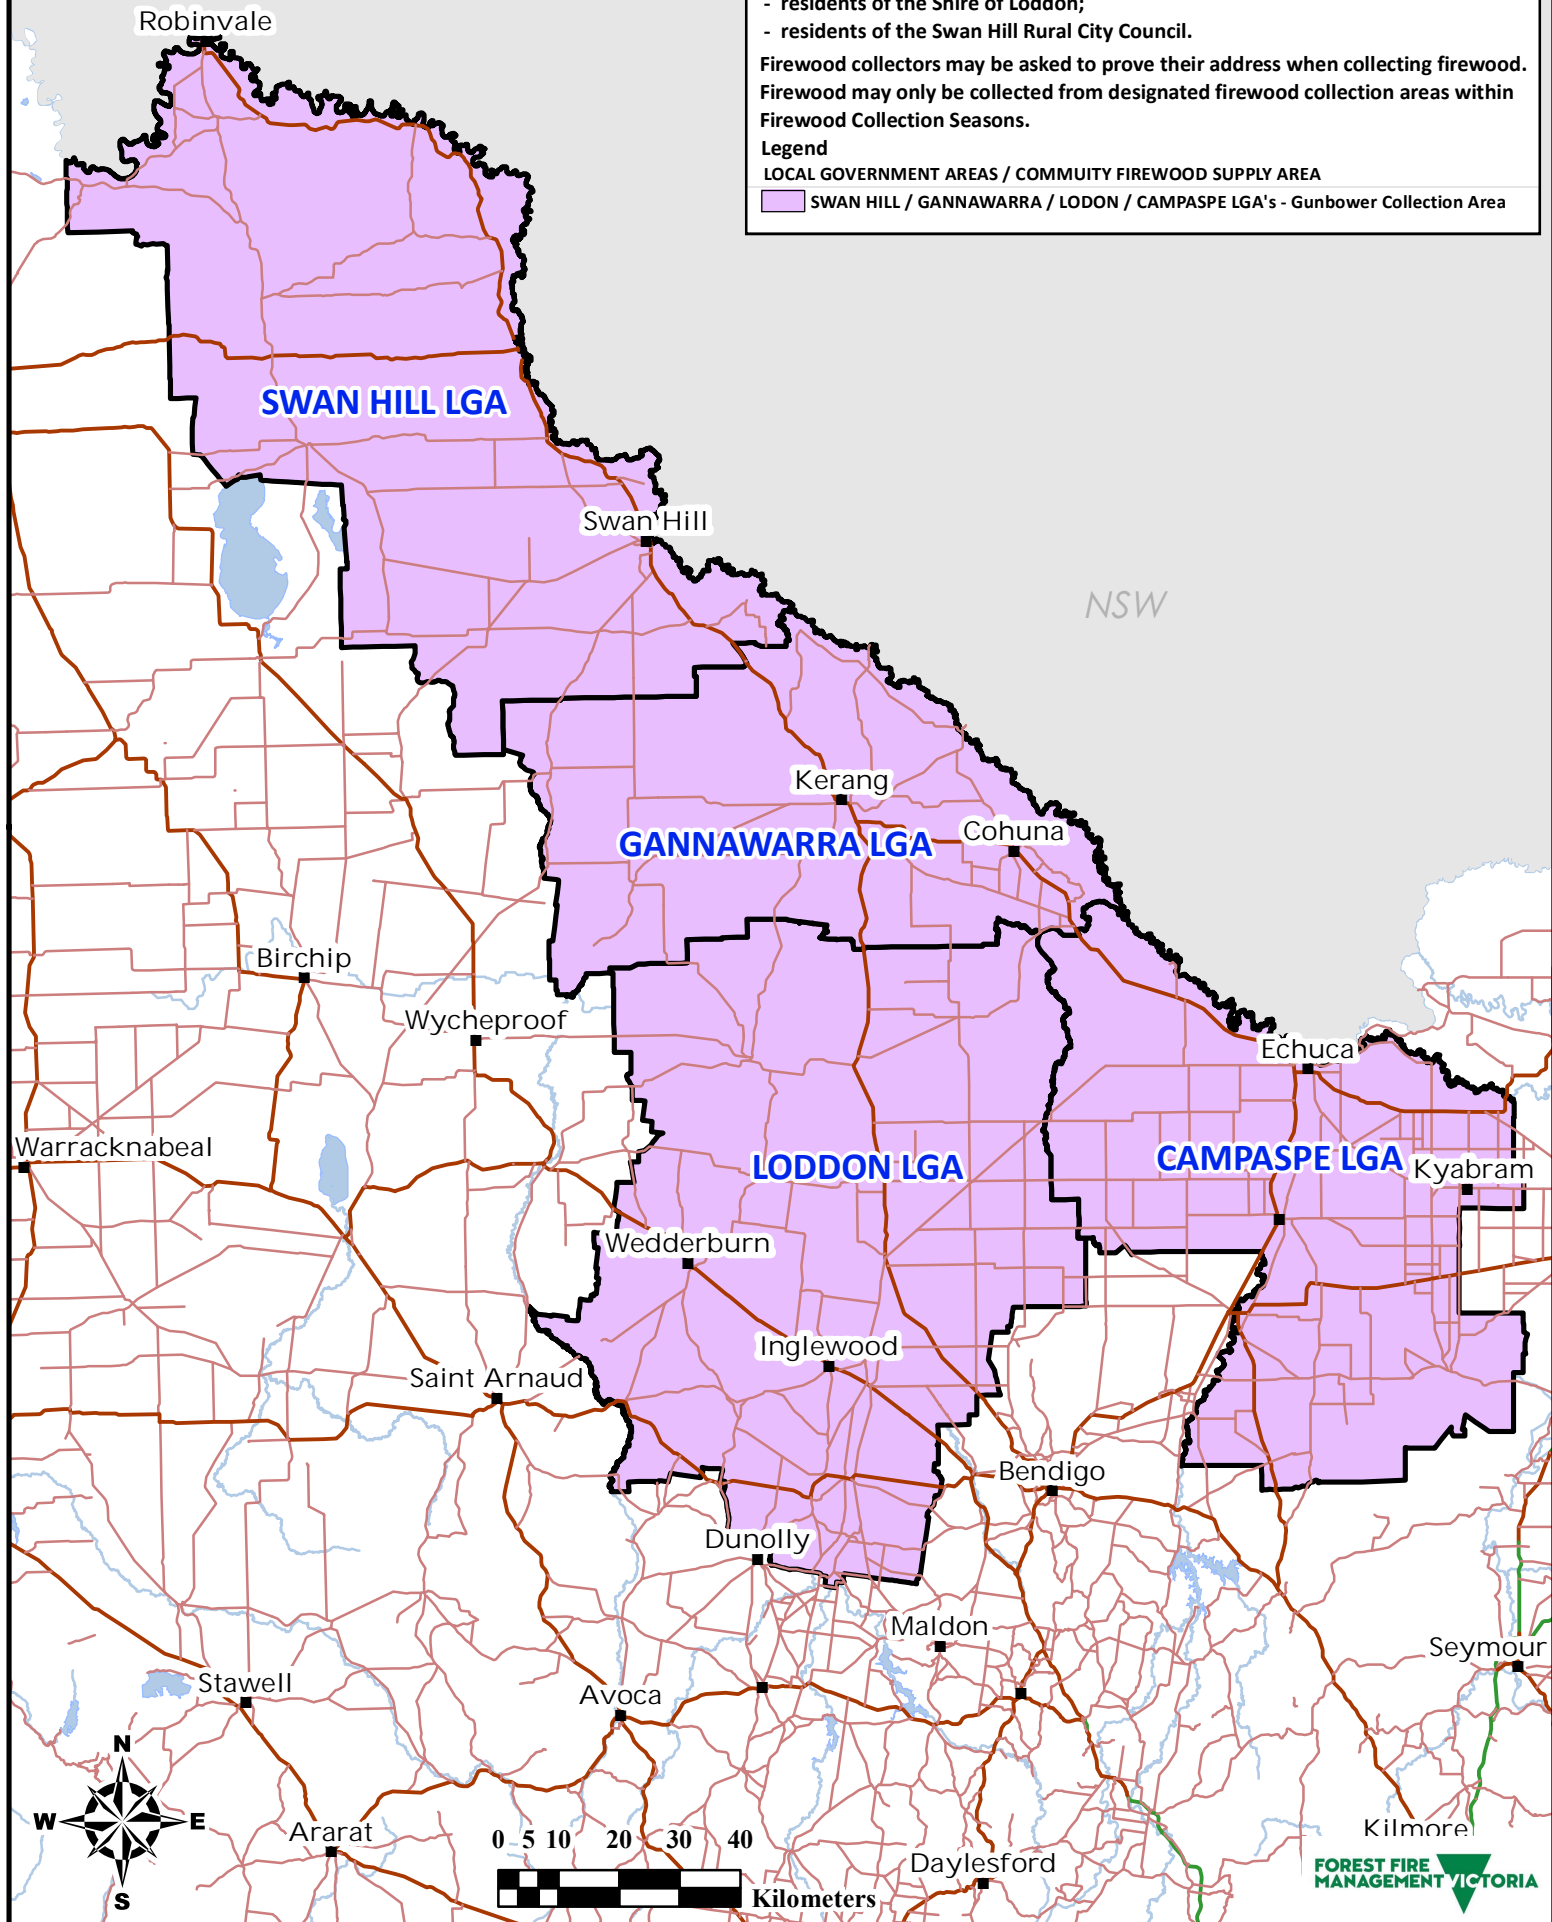 - residents of the Shire of Loddon;
- residents of the Swan Hill Rural City Council.
Firewood collectors may be asked to prove their address when collecting firewood.
Firewood may only be collected from designated firewood collection areas within
Firewood Collection Seasons.
Legend
LOCAL GOVERNMENT AREAS / COMMUITY FIREWOOD SUPPLY AREA
SWAN HILL / GANNAWARRA / LODON / CAMPASPE LGA's - Gunbower Collection Area
Robinvale
SWAN HILL LGA
Swan Hill
NSW
Kerang
Cohuna
GANNAWARRA LGA
Birchip
Wycheproof
Echuca
Warracknabeal
LODDON LGA
CAMPASPE LGA
Kyabram
Wedderburn
Inglewood
Saint Arnaud
Bendigo
Dunolly
Maldon
Seymour
Stawell
Avoca
N
W E
S
Ararat
0 5 10 20 30 40
Kilometers
Kilmore
Daylesford
FOREST FIRE
MANAGEMENT VICTORIA